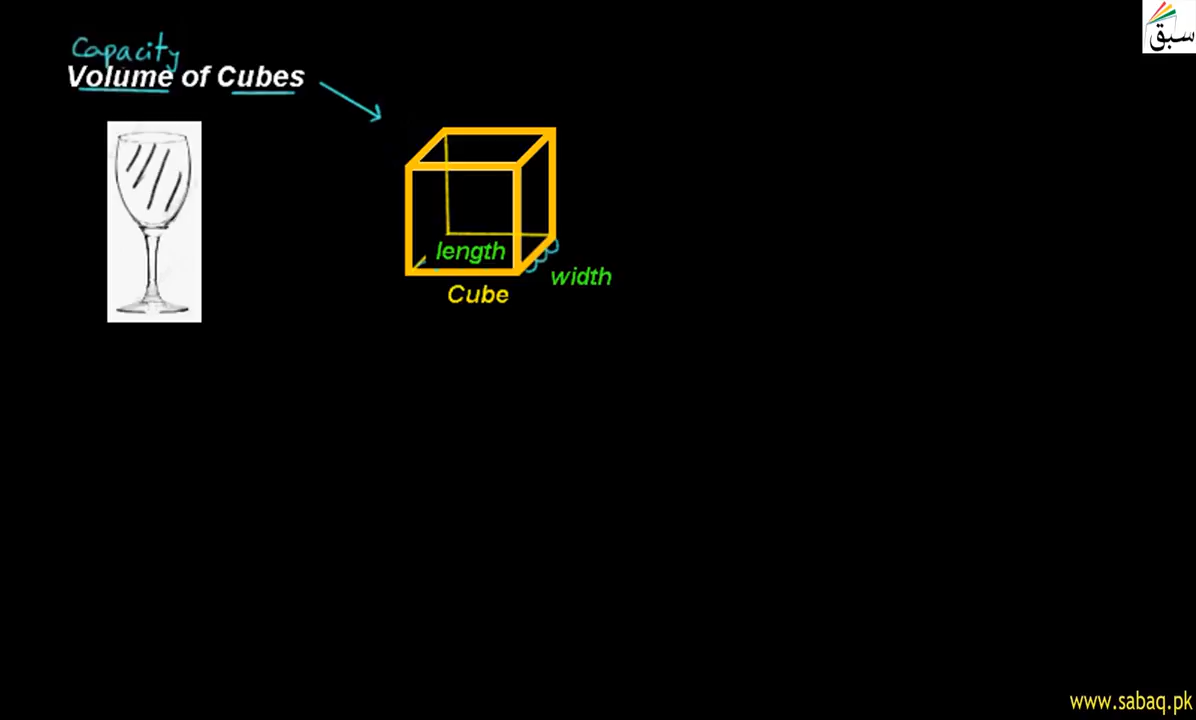 سبق
Capacity
Volume of Cubes
length
width
Cube
www.sabaq.pk